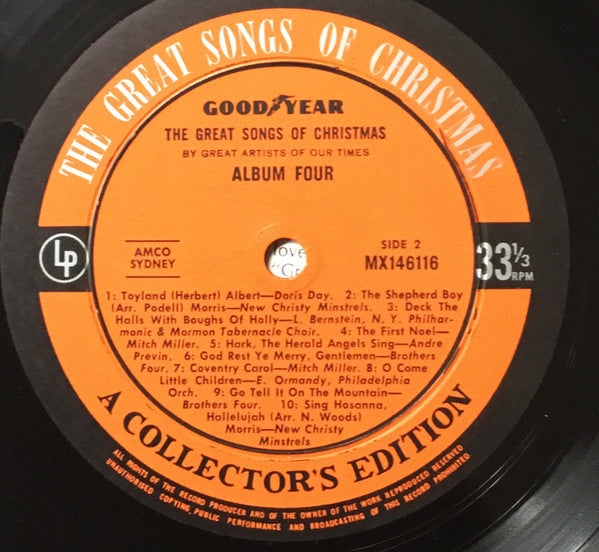 THE GREAT SONGS OF CHRISTMAS
GOOD YEAR
THE GREAT SONGS OF CHRISTMAS
BY GREAT ARTISTS OF OUR TIMES
ALBUM FOUR
LP
AMCO
SYDNEY
SIDE 2
MX146116
33⅓
RPM
1: Toyland (Herbert) Albert—Doris Day. 2: The Shepherd Boy
(Arr. Podell) Morris—New Christy Minstrels. 3: Deck The
Halls With Boughs Of Holly—L. Bernstein, N. Y. Philhar-
monic & Mormon Tabernacle Choir. 4: The First Noel—
Mitch Miller. 5: Hark, The Herald Angels Sing—Andre
Previn. 6: God Rest Ye Merry, Gentlemen—Brothers
Four. 7: Coventry Carol—Mitch Miller. 8: O Come
Little Children—E. Ormandy, Philadelphia
Orch. 9: Go Tell It On The Mountain—
Brothers Four. 10: Sing Hosanna,
Hallelujah (Arr. N. Woods)
Morris—New Christy
Minstrels
A COLLECTOR'S EDITION
ALL RIGHTS OF THE RECORD PRODUCER AND OF THE OWNER OF THE WORK REPRODUCED RESERVED
UNAUTHORISED COPYING, PUBLIC PERFORMANCE AND BROADCASTING OF THIS RECORD PROHIBITED